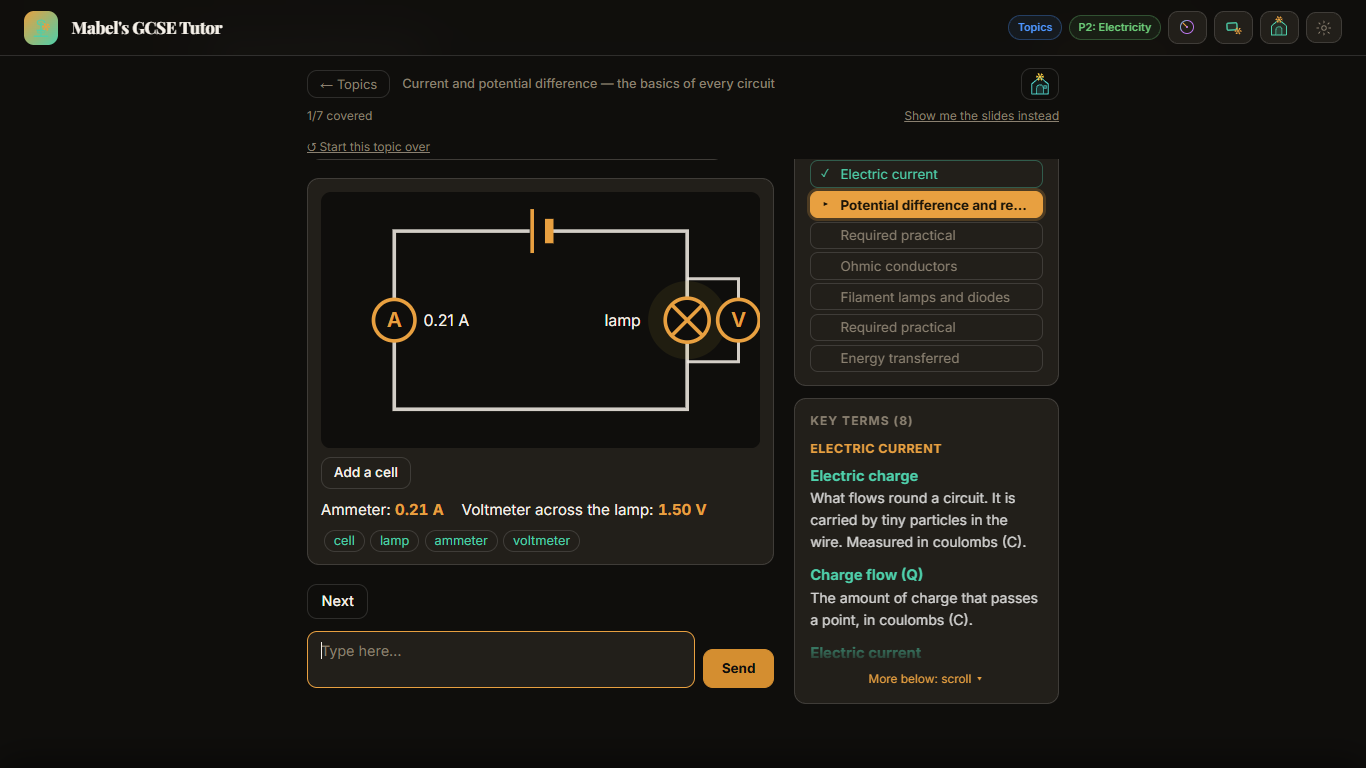 Mabel's GCSE Tutor
Topics
P2: Electricity
← Topics
Current and potential difference — the basics of every circuit
1/7 covered
Show me the slides instead
↺ Start this topic over
A
0.21 A
lamp
V
Add a cell
Ammeter: 0.21 A Voltmeter across the lamp: 1.50 V
cell
lamp
ammeter
voltmeter
Next
Type here...
Send
✓ Electric current
▸ Potential difference and re...
Required practical
Ohmic conductors
Filament lamps and diodes
Required practical
Energy transferred
KEY TERMS (8)
ELECTRIC CURRENT
Electric charge
What flows round a circuit. It is
carried by tiny particles in the
wire. Measured in coulombs (C).
Charge flow (Q)
The amount of charge that passes
a point, in coulombs (C).
Electric current
More below: scroll ▾